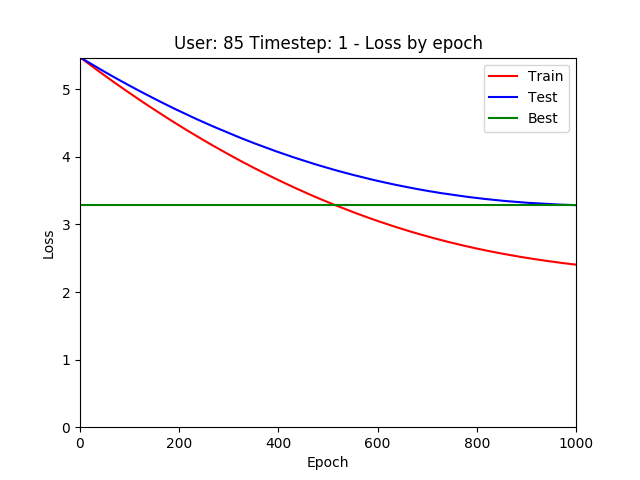 User: 85 Timestep: 1 - Loss by epoch
Train
Test
Best
Loss
5
4
3
2
1
0
0 200 400 600 800 1000
Epoch